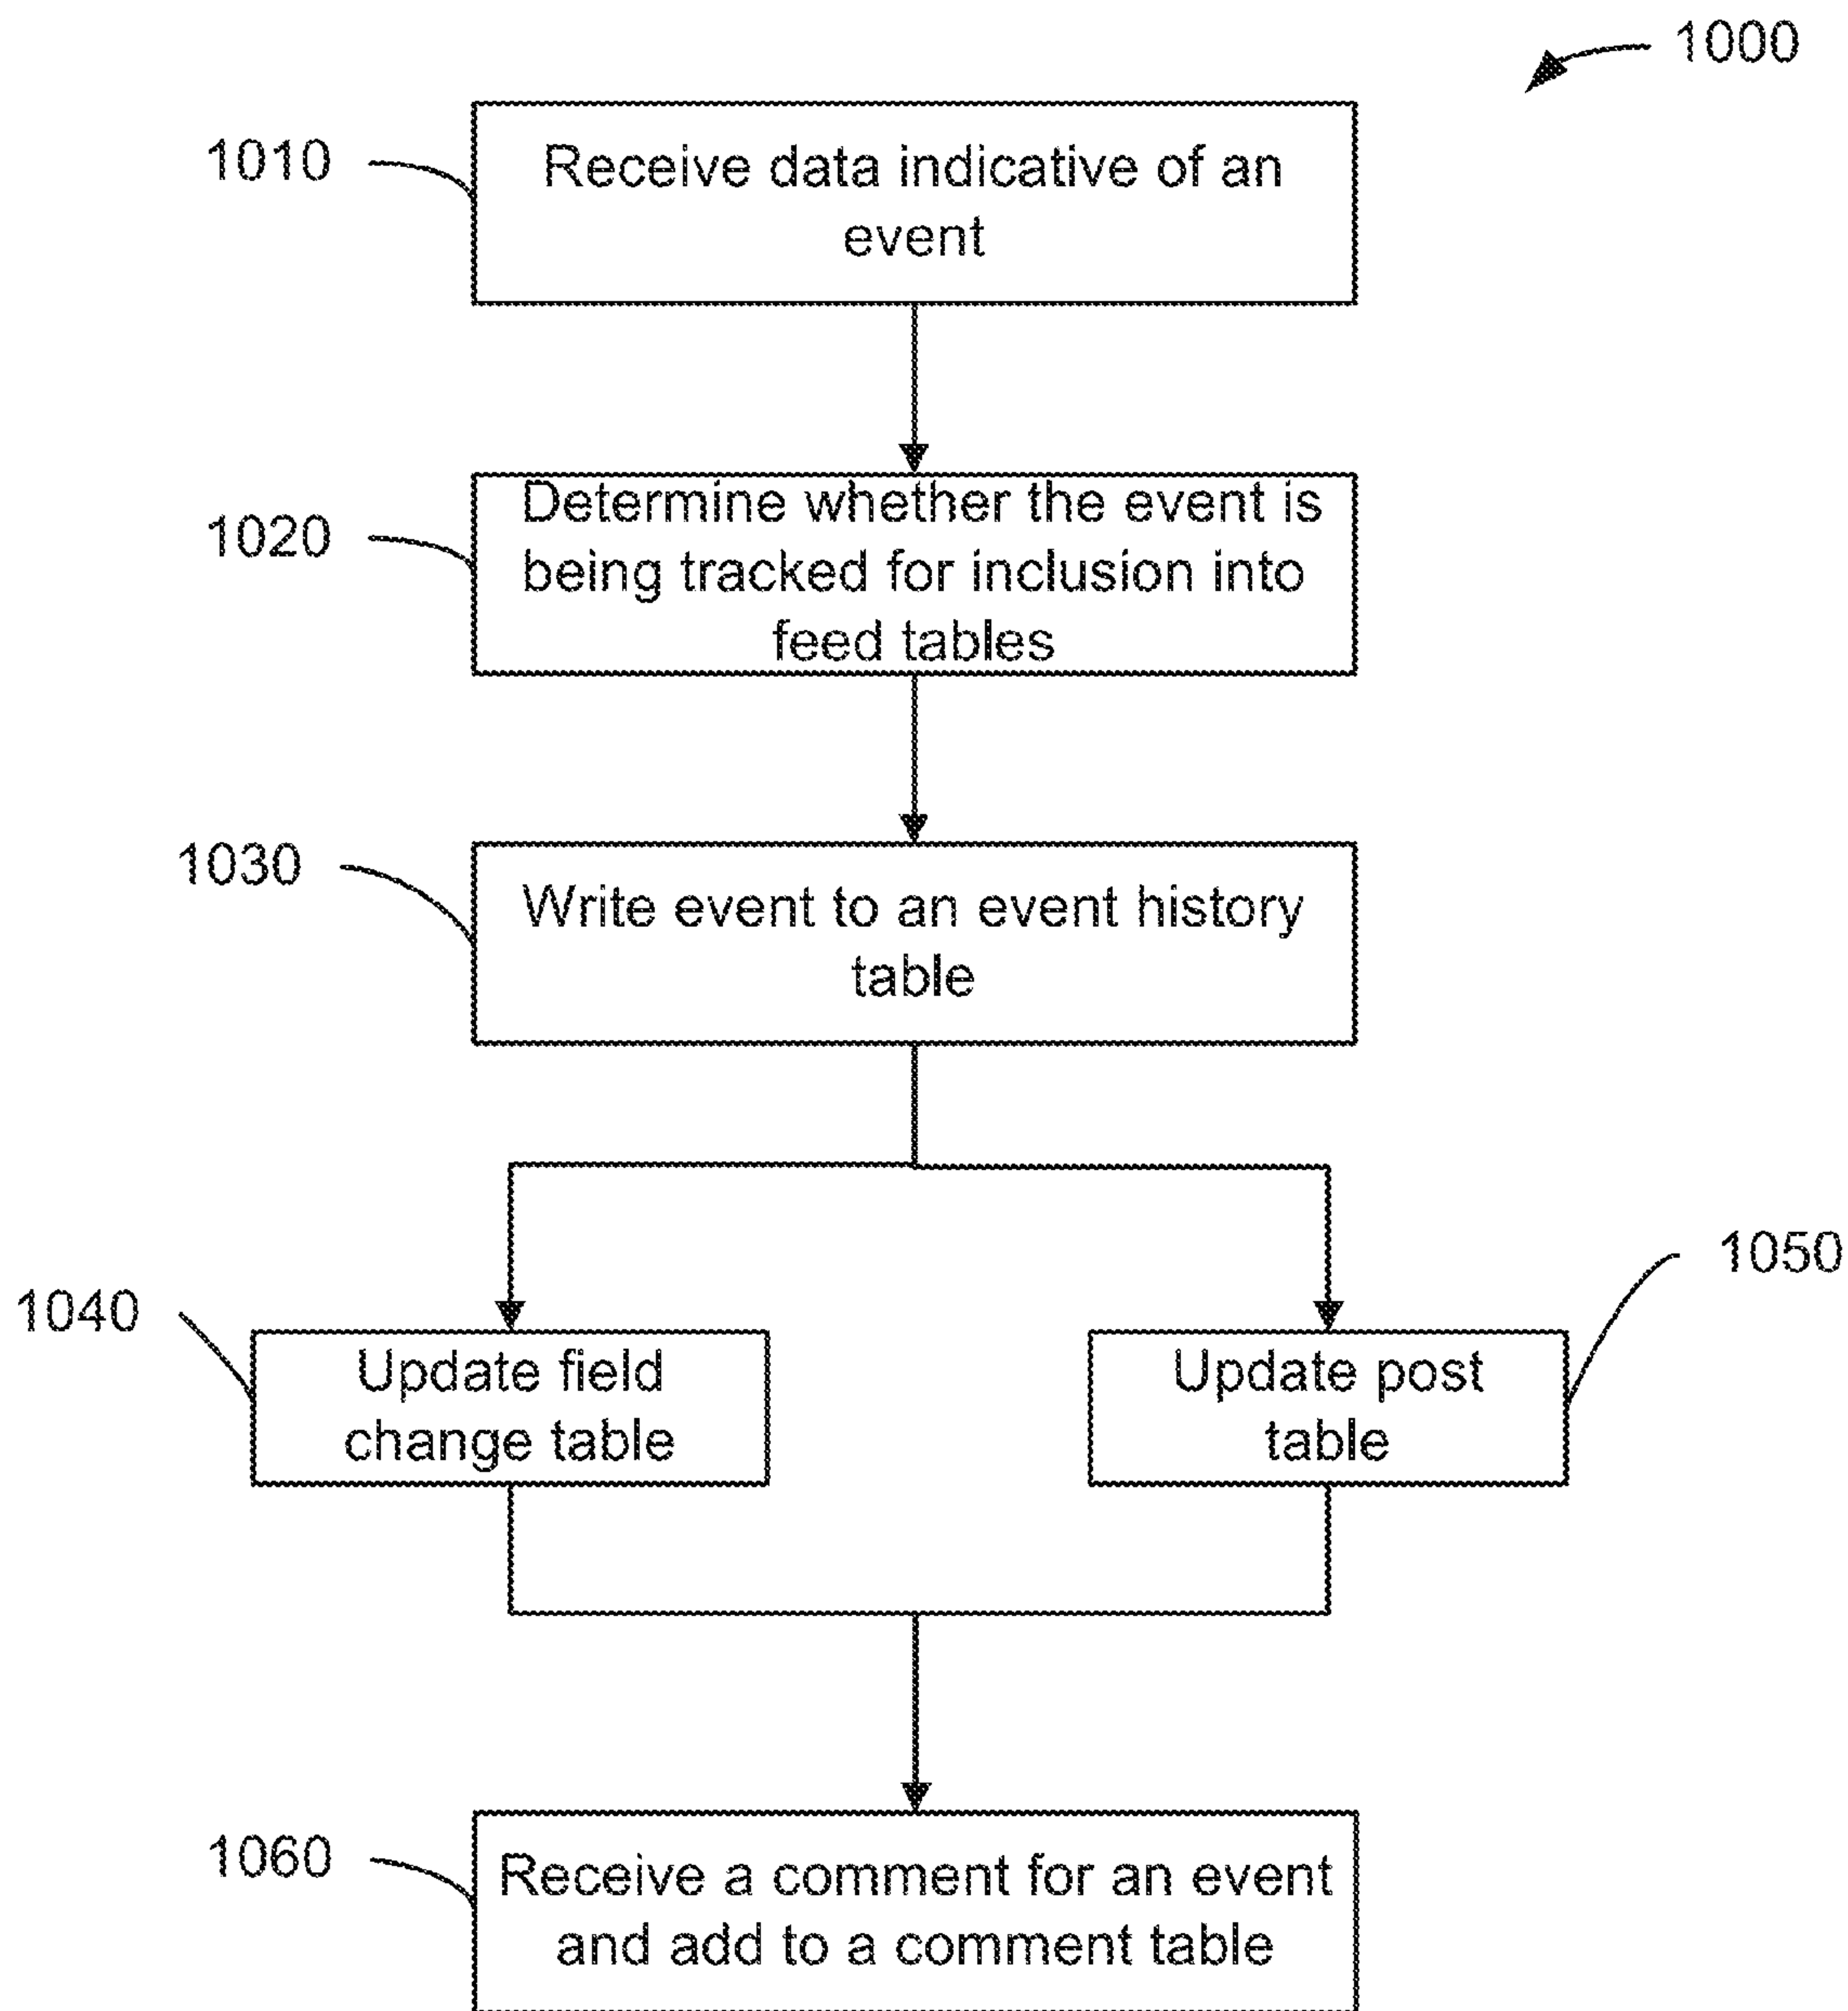 1000
1010
Receive data indicative of an
event
1020
Determine whether the event is
being tracked for inclusion into
feed tables
1030
Write event to an event history
table
1040
Update field
change table
1050
Update post
table
1060
Receive a comment for an event
and add to a comment table